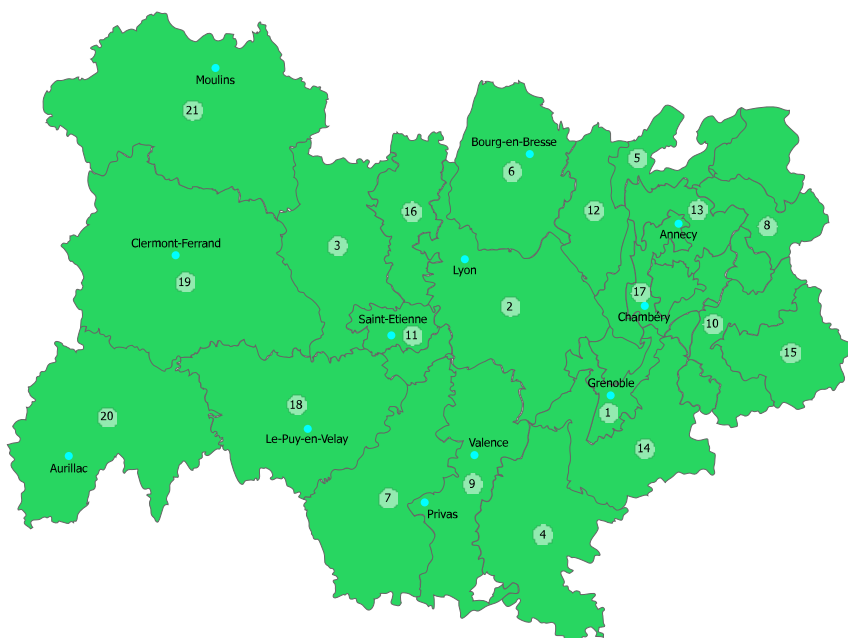 Moulins
21
Bourg-en-Bresse
6
5
16
12
13
Annecy
8
Clermont-Ferrand
3
Lyon
19
17
2
Chambéry
10
Saint-Etienne
11
15
Grenoble
1
18
20
Le-Puy-en-Velay
Valence
14
Aurillac
9
7
Privas
4